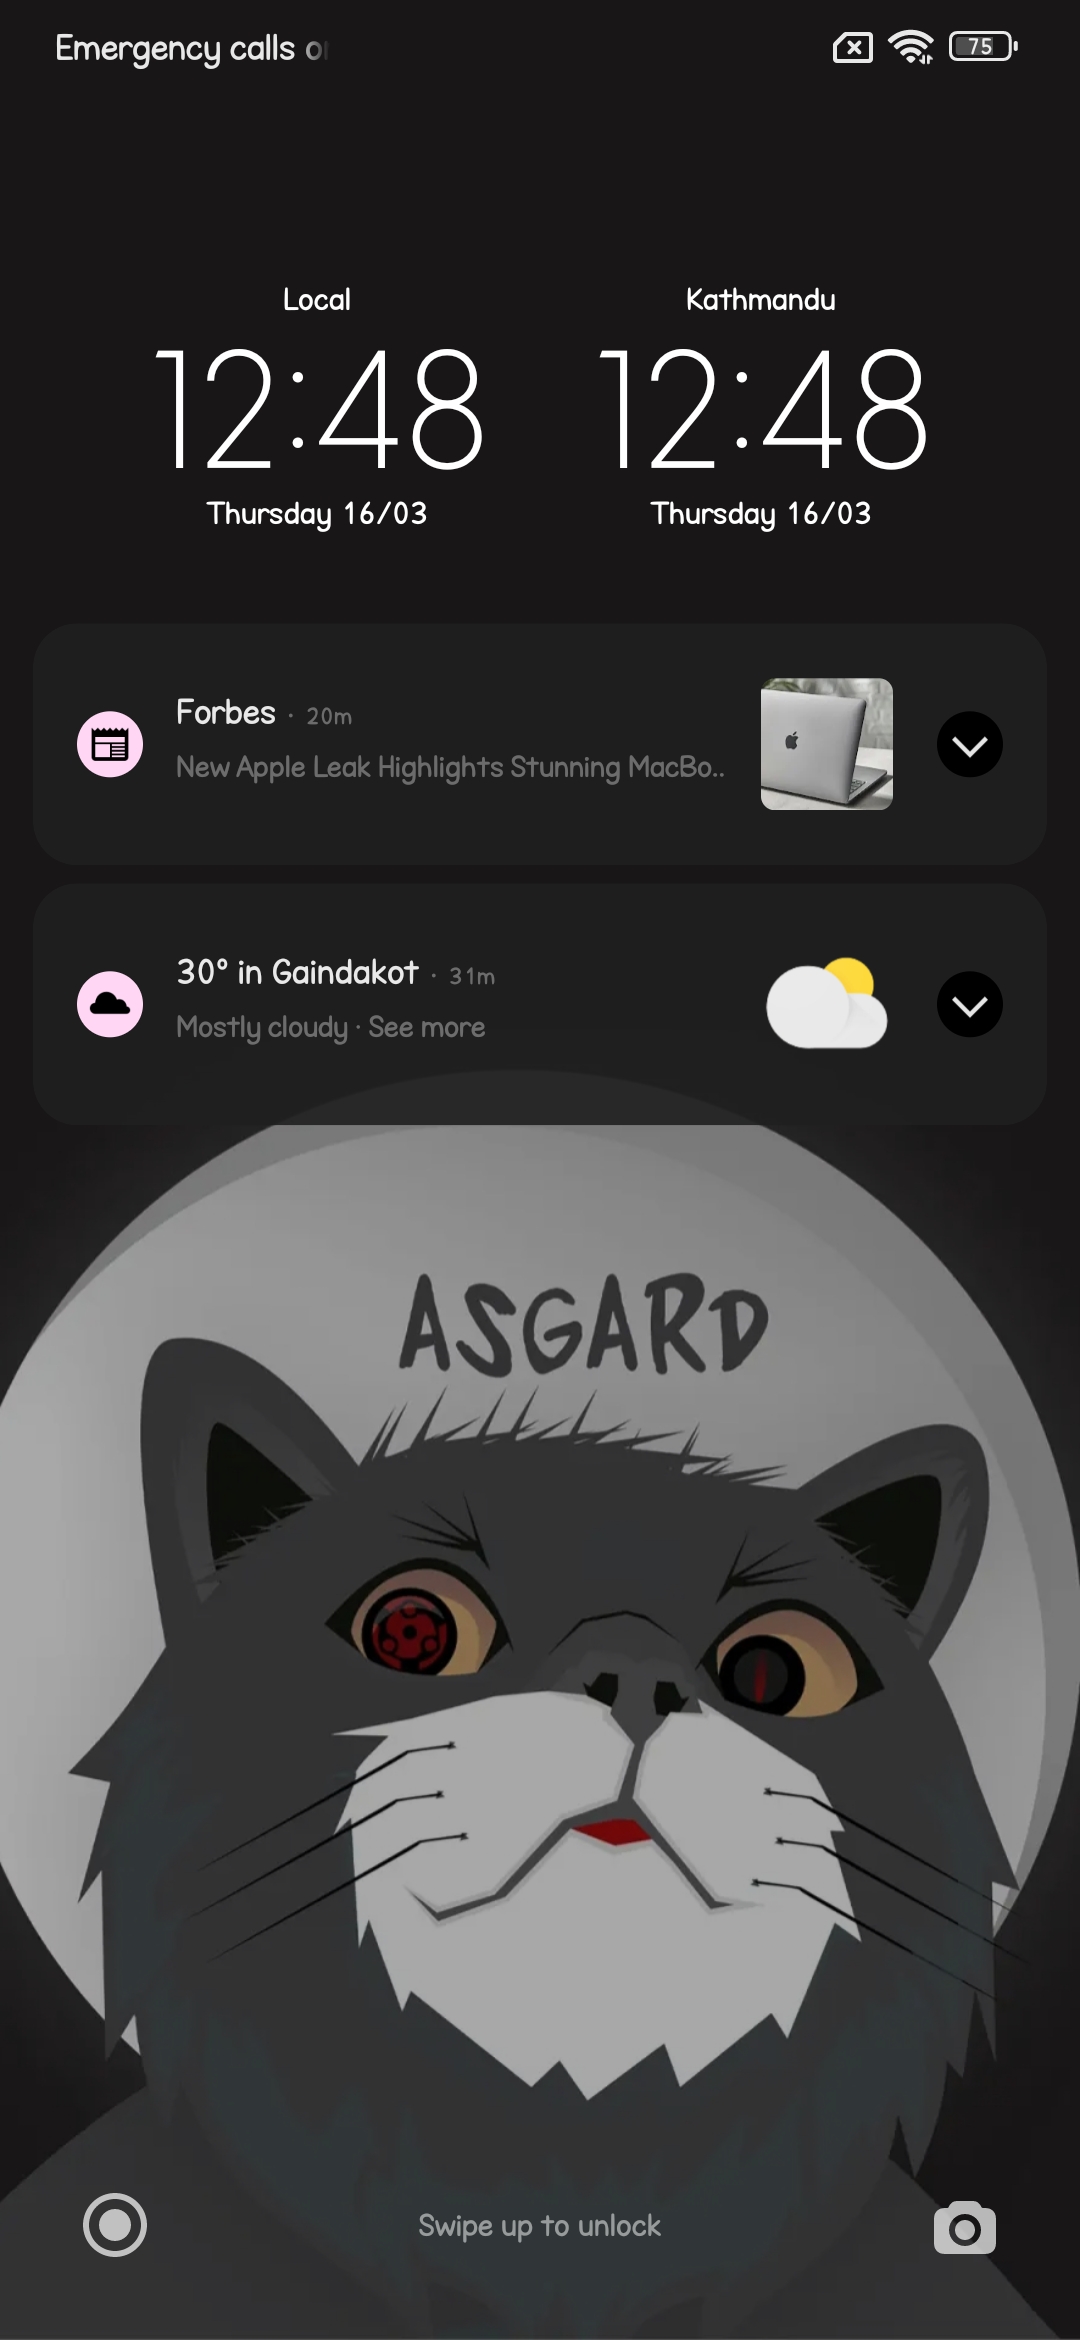 Emergency calls
75
Local
Kathmandu
12:48
12:48
Thursday 16/03
Thursday 16/03
Forbes · 20m
New Apple Leak Highlights Stunning MacBo..
30° in Gaindakot · 31m
Mostly cloudy · See more
ASGARD
Swipe up to unlock